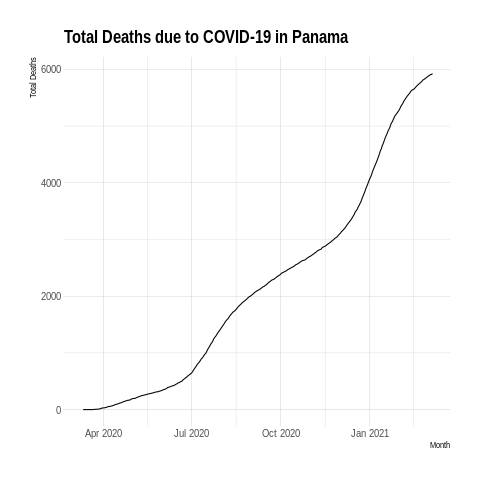 Total Deaths due to COVID-19 in Panama
Total Deaths
6000
4000
2000
0
Apr 2020 Jul 2020 Oct 2020 Jan 2021
Month